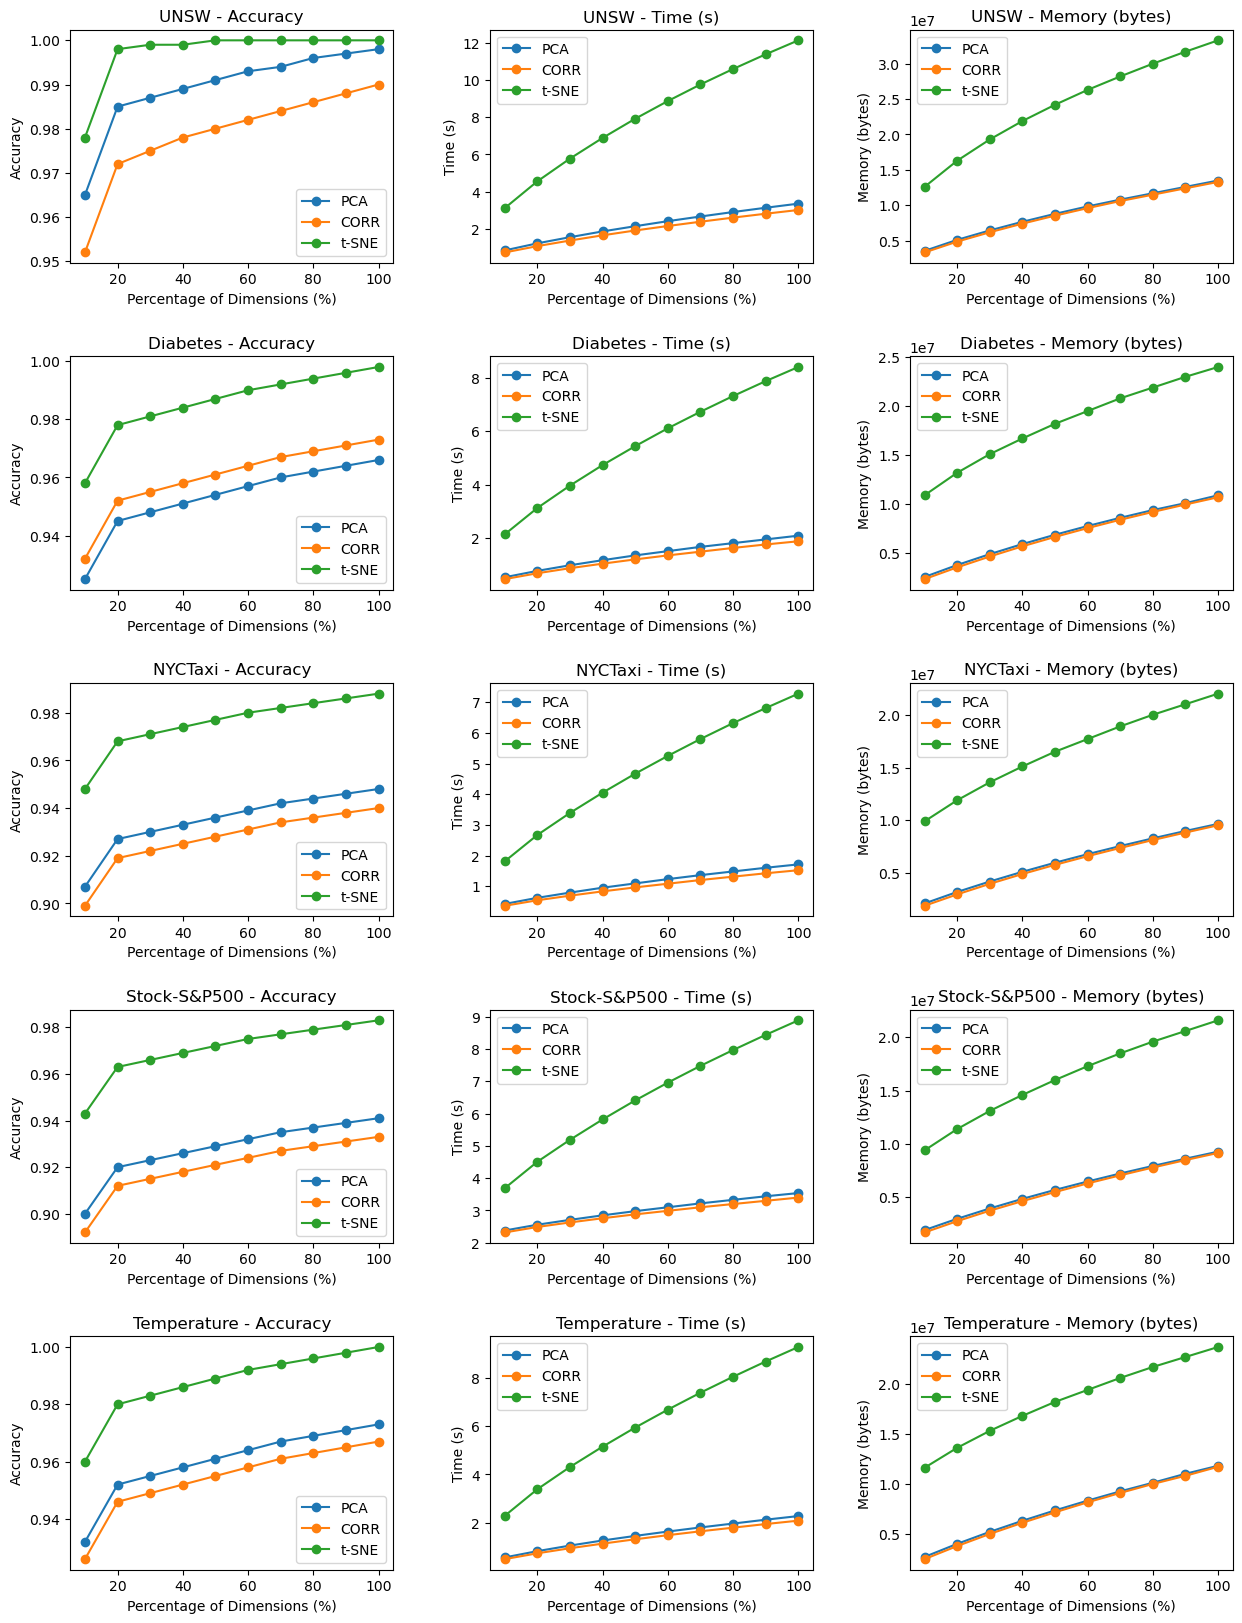 UNSW - Accuracy
1.00
0.99
0.98
0.97
0.96
0.95
Accuracy
PCA
CORR
t-SNE
20 40 60 80 100
Percentage of Dimensions (%)
UNSW - Time (s)
12
10
8
6
4
2
Time (s)
PCA
CORR
t-SNE
20 40 60 80 100
Percentage of Dimensions (%)
UNSW - Memory (bytes)
1e7
3.0
2.5
2.0
1.5
1.0
0.5
Memory (bytes)
PCA
CORR
t-SNE
20 40 60 80 100
Percentage of Dimensions (%)
Diabetes - Accuracy
1.00
0.98
0.96
0.94
Accuracy
PCA
CORR
t-SNE
20 40 60 80 100
Percentage of Dimensions (%)
Diabetes - Time (s)
8
6
4
2
Time (s)
PCA
CORR
t-SNE
20 40 60 80 100
Percentage of Dimensions (%)
Diabetes - Memory (bytes)
1e7
2.5
2.0
1.5
1.0
0.5
Memory (bytes)
PCA
CORR
t-SNE
20 40 60 80 100
Percentage of Dimensions (%)
NYCTaxi - Accuracy
0.98
0.96
0.94
0.92
0.90
Accuracy
PCA
CORR
t-SNE
20 40 60 80 100
Percentage of Dimensions (%)
NYCTaxi - Time (s)
7
6
5
4
3
2
1
Time (s)
PCA
CORR
t-SNE
20 40 60 80 100
Percentage of Dimensions (%)
NYCTaxi - Memory (bytes)
1e7
2.0
1.5
1.0
0.5
Memory (bytes)
PCA
CORR
t-SNE
20 40 60 80 100
Percentage of Dimensions (%)
Stock-S&P500 - Accuracy
0.98
0.96
0.94
0.92
0.90
Accuracy
PCA
CORR
t-SNE
20 40 60 80 100
Percentage of Dimensions (%)
Stock-S&P500 - Time (s)
9
8
7
6
5
4
3
2
Time (s)
PCA
CORR
t-SNE
20 40 60 80 100
Percentage of Dimensions (%)
Stock-S&P500 - Memory (bytes)
1e7
2.0
1.5
1.0
0.5
Memory (bytes)
PCA
CORR
t-SNE
20 40 60 80 100
Percentage of Dimensions (%)
Temperature - Accuracy
1.00
0.98
0.96
0.94
Accuracy
PCA
CORR
t-SNE
20 40 60 80 100
Percentage of Dimensions (%)
Temperature - Time (s)
8
6
4
2
Time (s)
PCA
CORR
t-SNE
20 40 60 80 100
Percentage of Dimensions (%)
Temperature - Memory (bytes)
1e7
2.0
1.5
1.0
0.5
Memory (bytes)
PCA
CORR
t-SNE
20 40 60 80 100
Percentage of Dimensions (%)